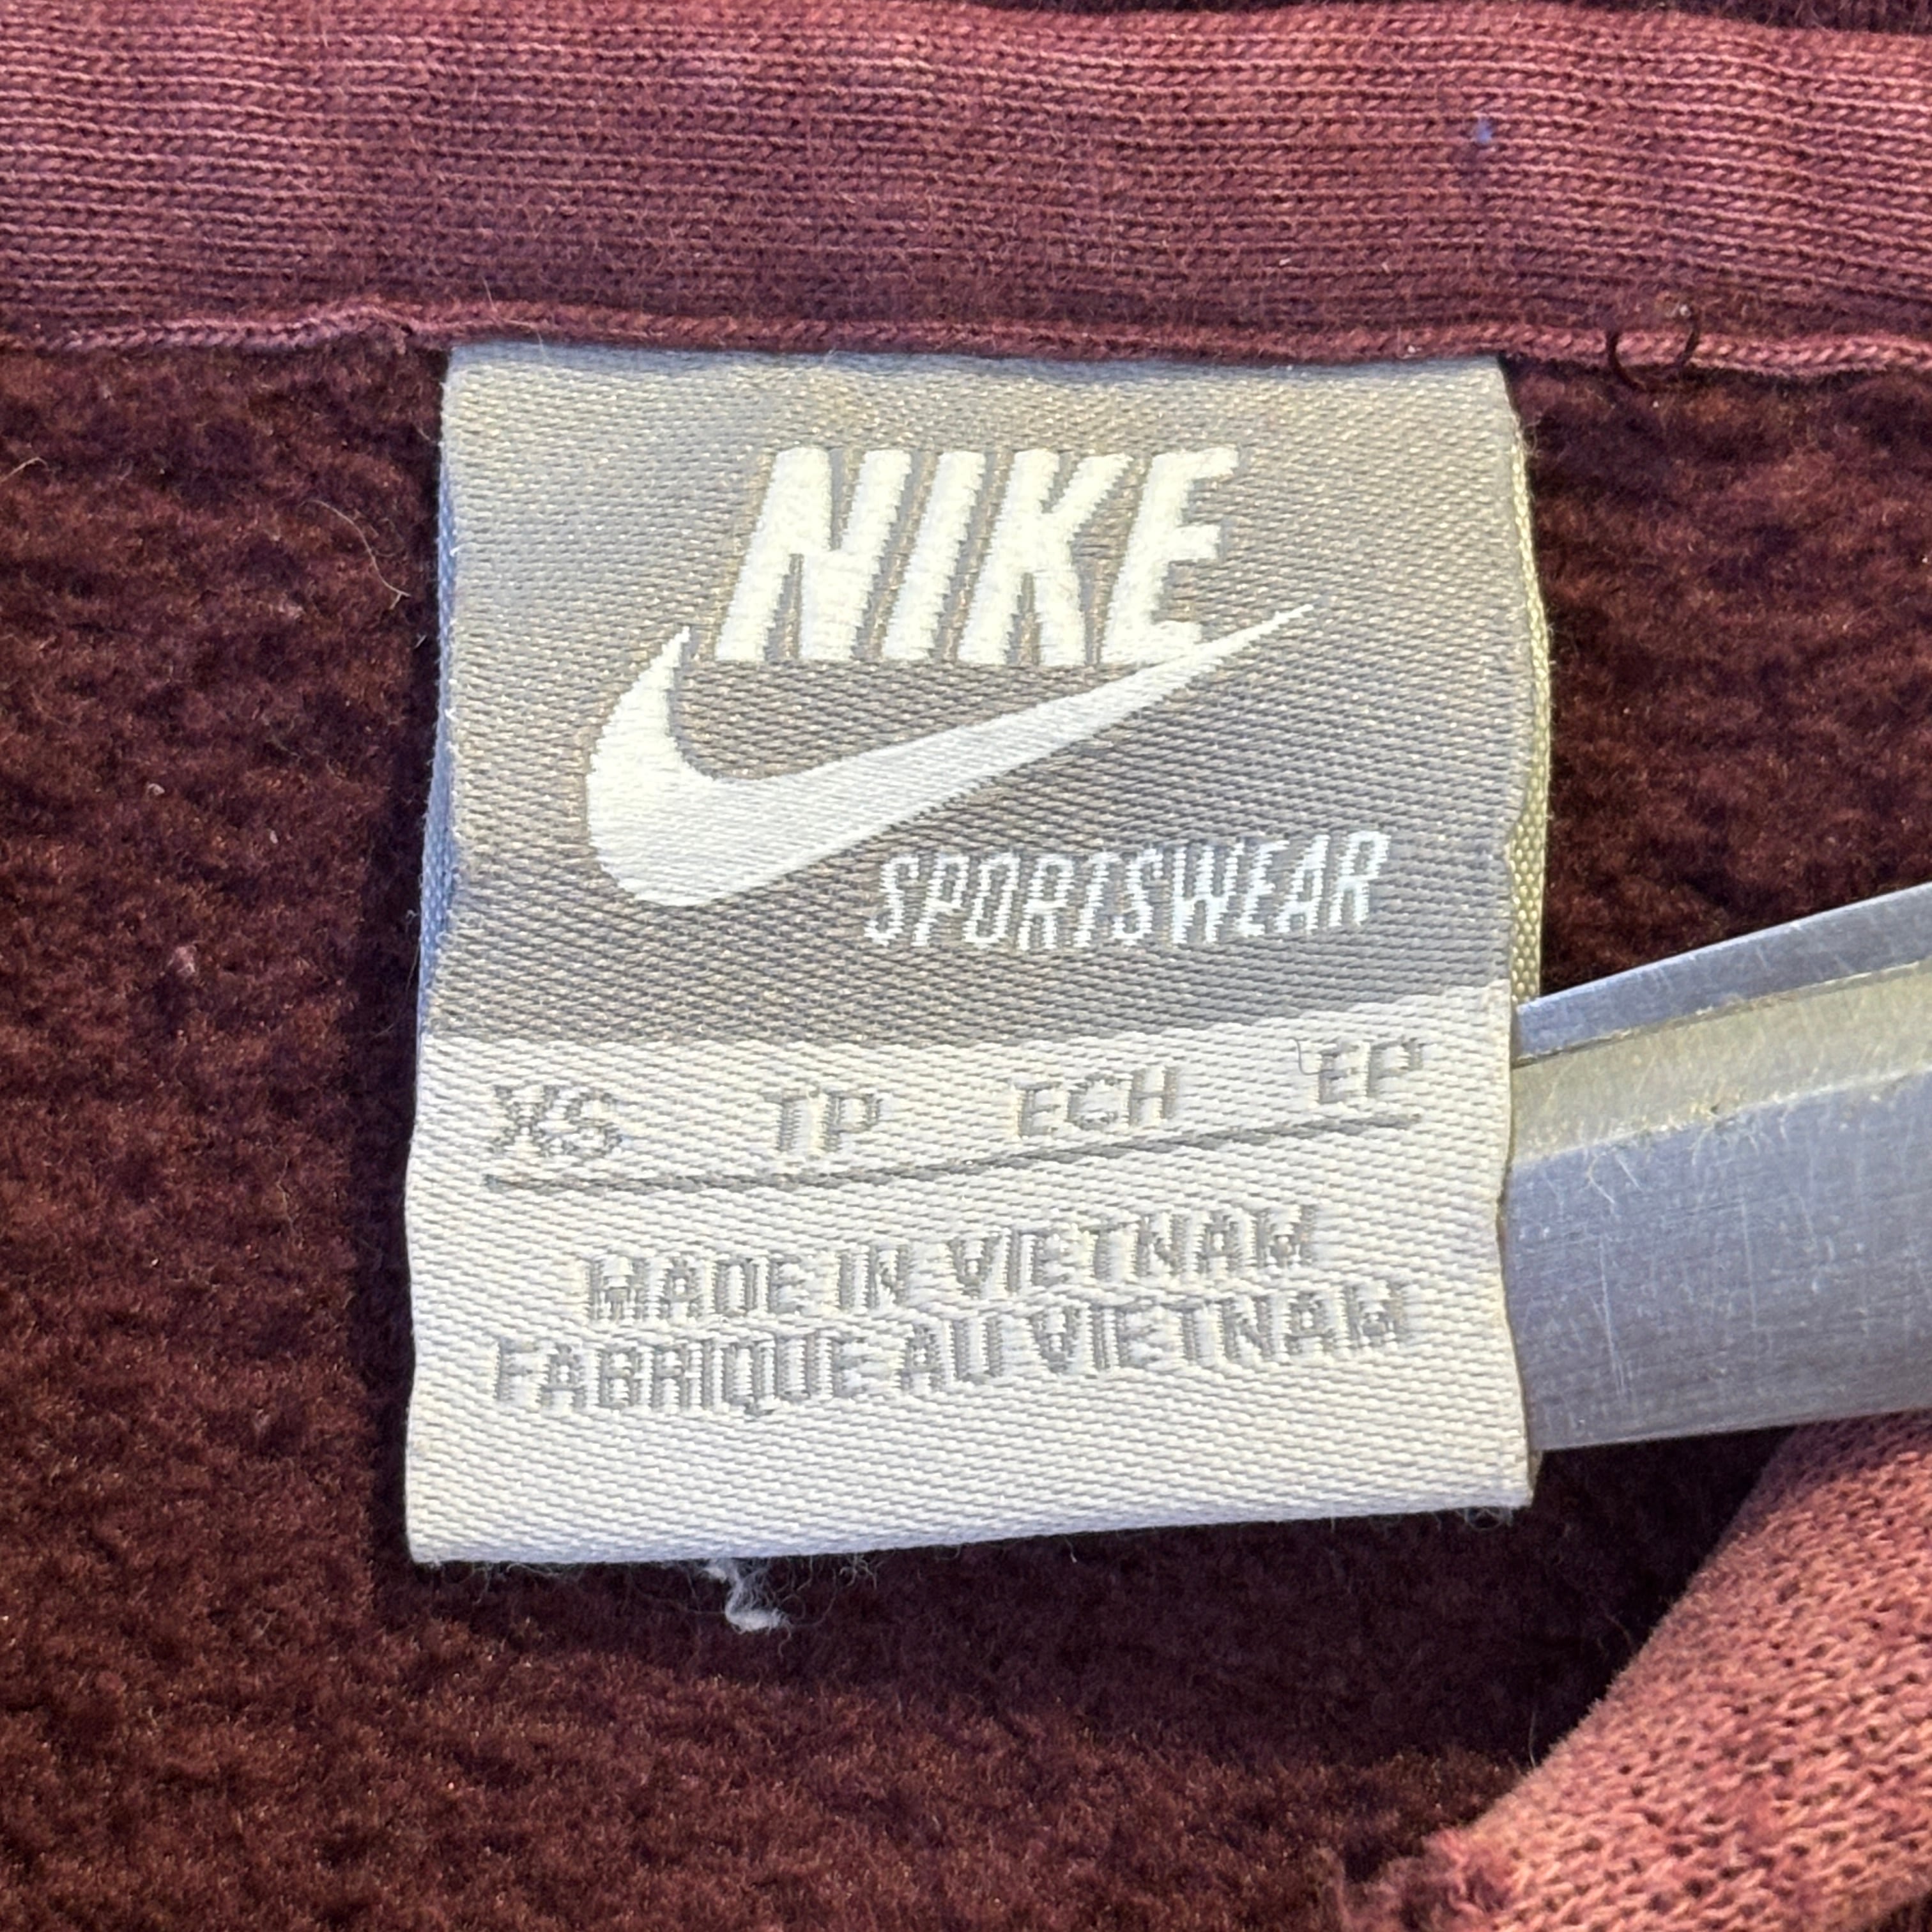 NIKE
SPORTSWEAR
XS TP ECH EP
MADE IN VIETNAM
FABRIQUE AU VIETNAM